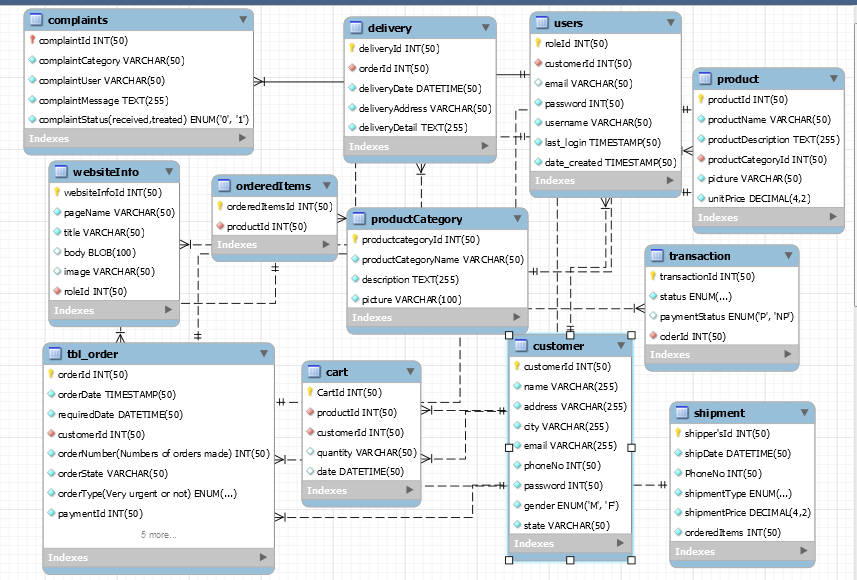 complaints
complaintId INT(50)
complaintCategory VARCHAR(50)
complaintUser VARCHAR(50)
complaintMessage TEXT(255)
complaintStatus(received,treated) ENUM('0', '1')
Indexes
delivery
deliveryId INT(50)
orderId INT(50)
deliveryDate DATETIME(50)
deliveryAddress VARCHAR(50)
deliveryDetail TEXT(255)
Indexes
users
roleId INT(50)
customerId INT(50)
email VARCHAR(50)
password INT(50)
username VARCHAR(50)
last_login TIMESTAMP(50)
date_created TIMESTAMP(50)
Indexes
product
productId INT(50)
productName VARCHAR(50)
productDescription TEXT(255)
productCategoryId INT(50)
picture VARCHAR(50)
unitPrice DECIMAL(4,2)
Indexes
websiteInfo
websiteInfoId INT(50)
pageName VARCHAR(50)
title VARCHAR(50)
body BLOB(100)
image VARCHAR(50)
roleId INT(50)
Indexes
orderedItems
orderedItemsId INT(50)
productId INT(50)
Indexes
productCategory
productcategoryId INT(50)
productCategoryName VARCHAR(50)
description TEXT(255)
picture VARCHAR(100)
Indexes
transaction
transactionId INT(50)
status ENUM(...)
paymentStatus ENUM('P', 'NP')
oderId INT(50)
Indexes
tbl_order
orderId INT(50)
orderDate TIMESTAMP(50)
requiredDate DATETIME(50)
customerId INT(50)
orderNumber(Numbers of orders made) INT(50)
orderState VARCHAR(50)
orderType(Very urgent or not) ENUM(...)
paymentId INT(50)
5 more...
Indexes
cart
CartId INT(50)
productId INT(50)
customerId INT(50)
quantity VARCHAR(50)
date DATETIME(50)
Indexes
customer
customerId INT(50)
name VARCHAR(255)
address VARCHAR(255)
city VARCHAR(255)
email VARCHAR(255)
phoneNo INT(50)
password INT(50)
gender ENUM('M', 'F')
state VARCHAR(50)
Indexes
shipment
shipper'sId INT(50)
shipDate DATETIME(50)
PhoneNo INT(50)
shipmentType ENUM(...)
shipmentPrice DECIMAL(4,2)
orderedItems INT(50)
Indexes